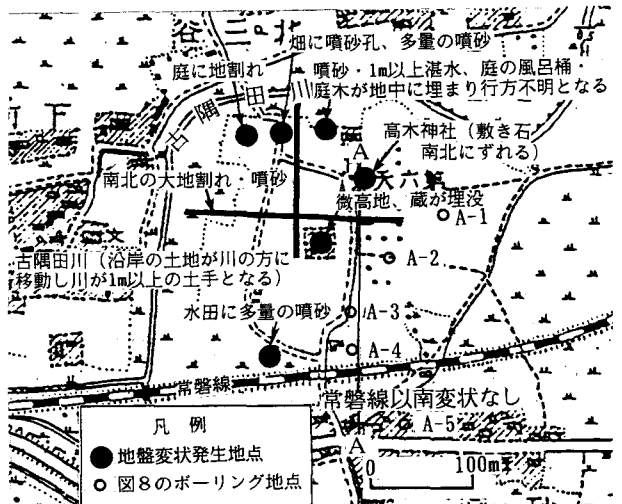 北三谷
畑に噴砂孔、多量の噴砂
庭に地割れ
噴砂・1m以上湛水、庭の風呂桶・
庭木が地中に埋まり行方不明となる
古隅田川
高木神社（敷き石
南北にずれる）
A
天六第
南北の大地割れ・噴砂
微高地、蔵が埋没
A-1
A-2
古隅田川（沿岸の土地が川の方に
移動し川が1m以上の土手となる）
水田に多量の噴砂
A-3
A-4
常磐線
常磐線以南変状なし
A-5
A
凡 例
地盤変状発生地点
図8のボーリング地点
0 100m